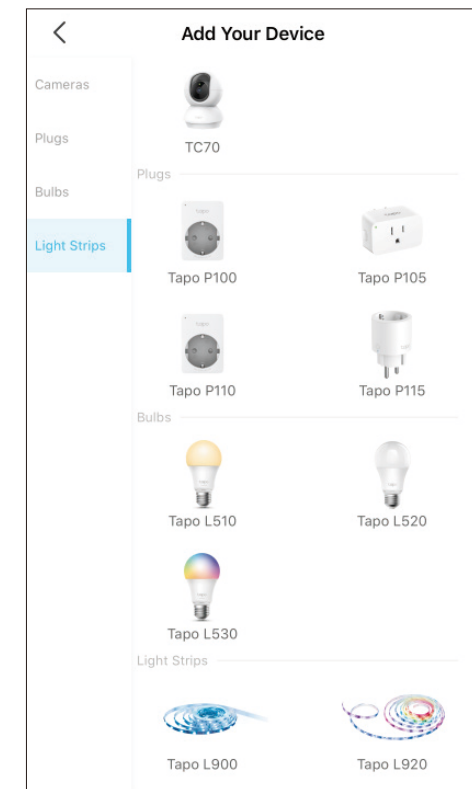 Add Your Device
Cameras
Plugs
Bulbs
Light Strips
TC70
Plugs
Tapo P100
Tapo P105
Tapo P110
Tapo P115
Bulbs
Tapo L510
Tapo L520
Tapo L530
Light Strips
Tapo L900
Tapo L920